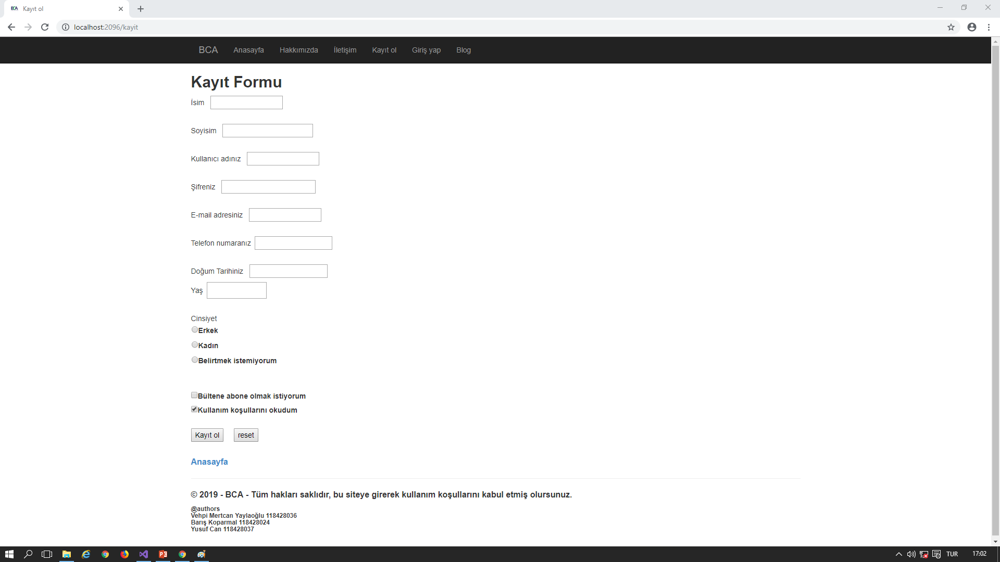 BCA Kayıt ol
localhost:2096/kayit
BCA Anasayfa Hakkımızda İletişim Kayıt ol Giriş yap Blog
Kayıt Formu
İsim
Soyisim
Kullanıcı adınız
Şifreniz
E-mail adresiniz
Telefon numaranız
Doğum Tarihiniz
Yaş
Cinsiyet
Erkek
Kadın
Belirtmek istemiyorum
Bültene abone olmak istiyorum
Kullanım koşullarını okudum
Kayıt ol reset
Anasayfa
© 2019 - BCA - Tüm hakları saklıdır, bu siteye girerek kullanım koşullarını kabul etmiş olursunuz.
@authors
Vehpi Mertcan Yaylaoğlu 118428036
Barış Koparmal 118428024
Yusuf Can 118428037
TUR 17:02